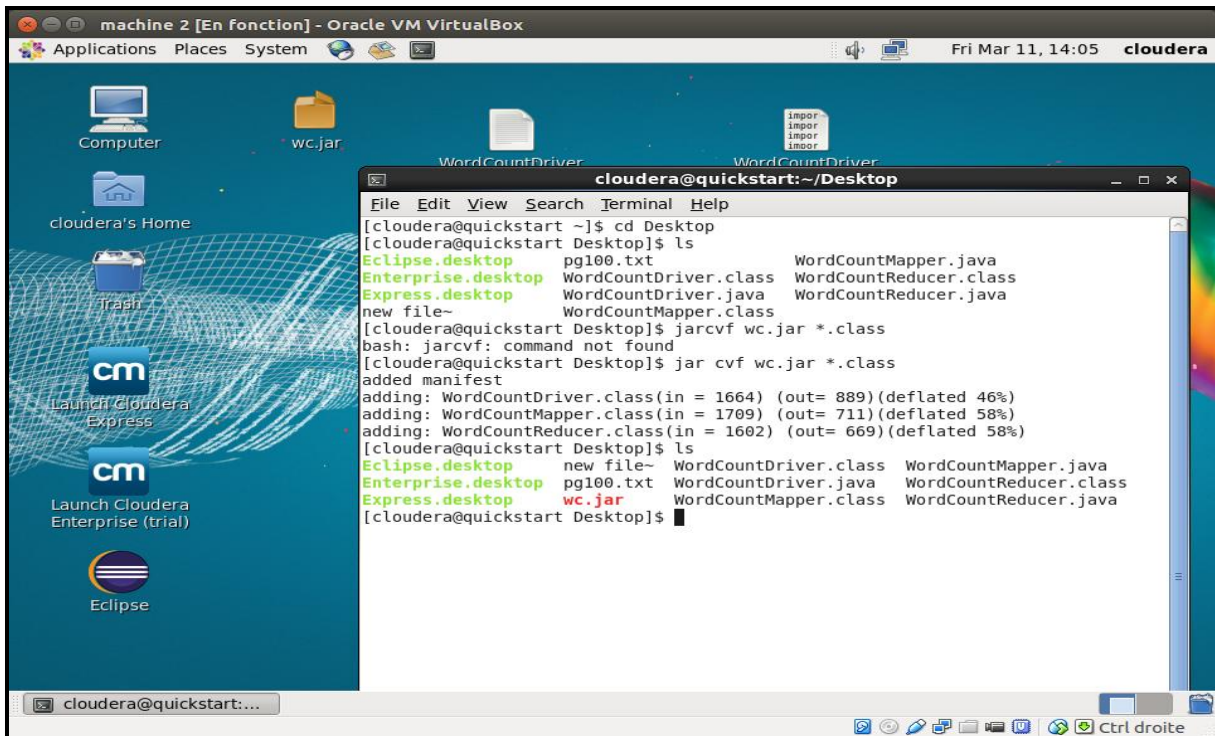 machine 2 [En fonction] - Oracle VM VirtualBox
Applications Places System Fri Mar 11, 14:05 cloudera
Computer
wc.jar
WordCountDriver
impor
impor
impor
impor
WordCountDriver
cloudera's Home
Trash
cm
Launch Cloudera
Express
cm
Launch Cloudera
Enterprise (trial)
Eclipse
cloudera@quickstart:~/Desktop
File Edit View Search Terminal Help
[cloudera@quickstart ~]$ cd Desktop
[cloudera@quickstart Desktop]$ ls
Eclipse.desktop pg100.txt WordCountMapper.java
Enterprise.desktop WordCountDriver.class WordCountReducer.class
Express.desktop WordCountDriver.java WordCountReducer.java
new file~ WordCountMapper.class
[cloudera@quickstart Desktop]$ jarcvf wc.jar *.class
bash: jarcvf: command not found
[cloudera@quickstart Desktop]$ jar cvf wc.jar *.class
added manifest
adding: WordCountDriver.class(in = 1664) (out= 889)(deflated 46%)
adding: WordCountMapper.class(in = 1709) (out= 711)(deflated 58%)
adding: WordCountReducer.class(in = 1602) (out= 669)(deflated 58%)
[cloudera@quickstart Desktop]$ ls
Eclipse.desktop new file~ WordCountDriver.class WordCountMapper.java
Enterprise.desktop pg100.txt WordCountDriver.java WordCountReducer.class
Express.desktop wc.jar WordCountMapper.class WordCountReducer.java
[cloudera@quickstart Desktop]$
cloudera@quickstart:...
Ctrl droite